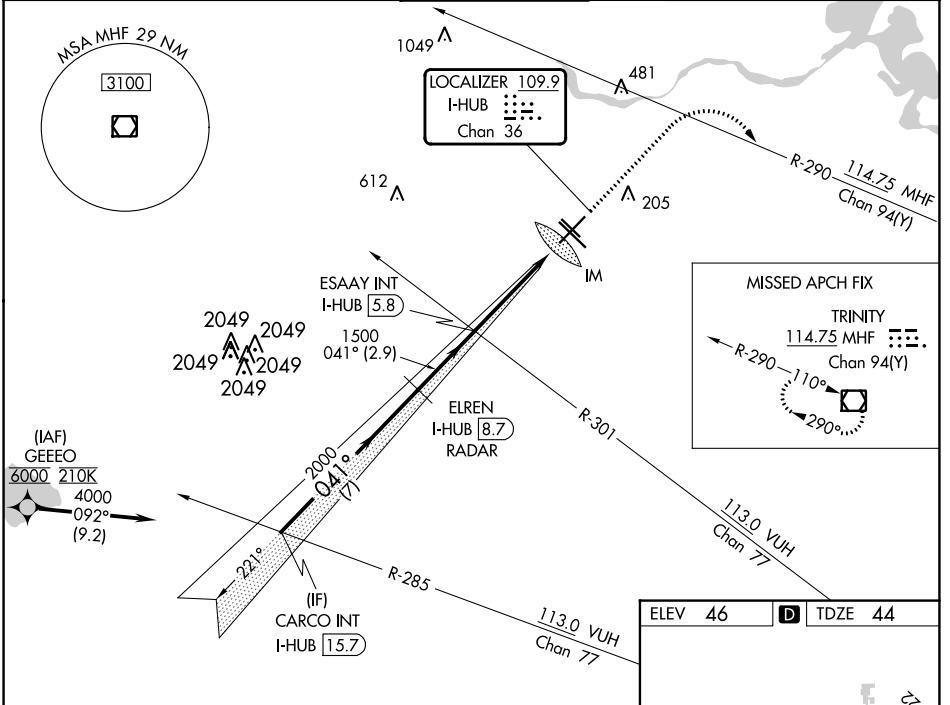 MSA MHF 29 NM
3100
1049
481
LOCALIZER 109.9
I-HUB
Chan 36
R-290
114.75 MHF
Chan 94(Y)
612
205
IM
ESAAY INT
I-HUB 5.8
1500
041° (2.9)
2049
2049
2049
2049
2049
MISSED APCH FIX
TRINITY
114.75 MHF
Chan 94(Y)
R-290
110°
290°
ELREN
I-HUB 8.7
RADAR
R-301
113.0 VUH
Chan 77
(IAF)
GEEEO
6000 210K
4000
092°
(9.2)
2000
041°
(7)
221°
(IF)
CARCO INT
I-HUB 15.7
R-285
113.0 VUH
Chan 77
ELEV 46
D
TDZE 44
22